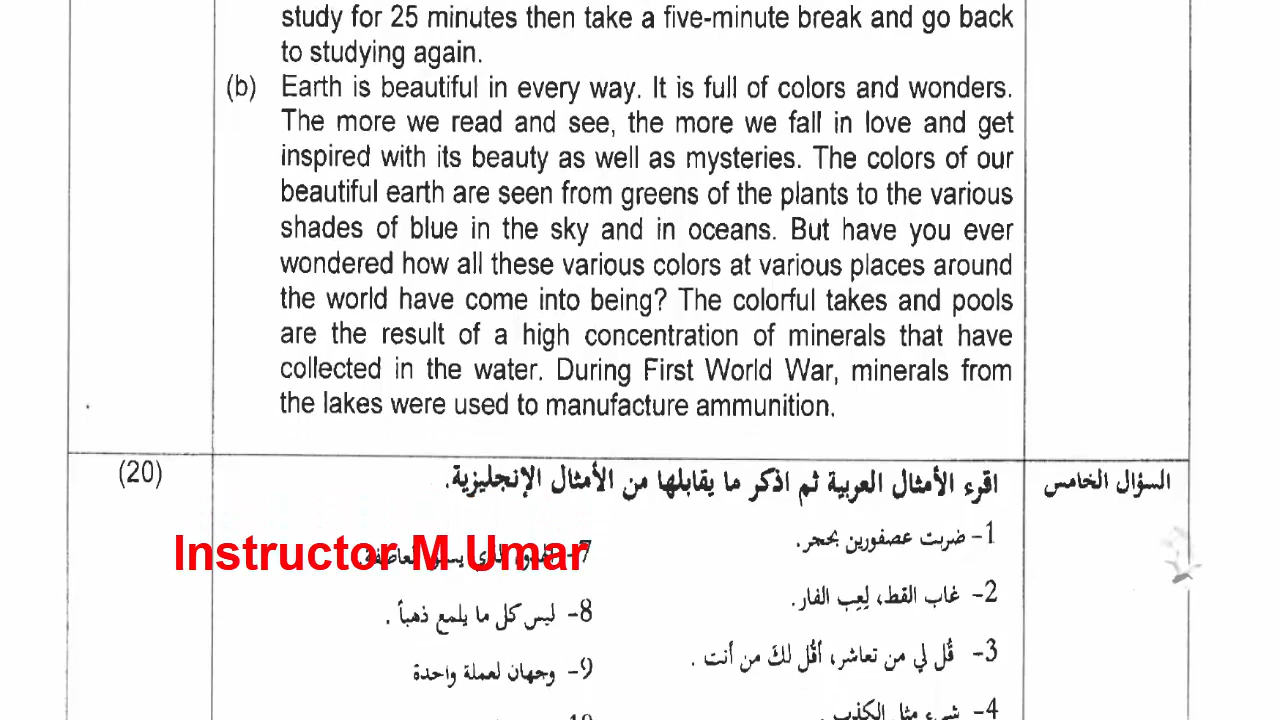 study for 25 minutes then take a five-minute break and go back
to studying again.
(b) Earth is beautiful in every way. It is full of colors and wonders.
The more we read and see, the more we fall in love and get
inspired with its beauty as well as mysteries. The colors of our
beautiful earth are seen from greens of the plants to the various
shades of blue in the sky and in oceans. But have you ever
wondered how all these various colors at various places around
the world have come into being? The colorful takes and pools
are the result of a high concentration of minerals that have
collected in the water. During First World War, minerals from
the lakes were used to manufacture ammunition.
السؤال الخامس
اقرء الأمثال العربية ثم اذكر ما يقابلها من الأمثال الإنجليزية.
(20)
1- ضربت عصفورين بحجر.
2- غاب القط، لِعِب الفار.
3- قُل لي من تعاشر، أقُل لكَ من أنت .
4- شيء مثل الكذب.
7-
Instructor M Umar
8- ليس كل ما يلمع ذهباً .
9- وجهان لعملة واحدة